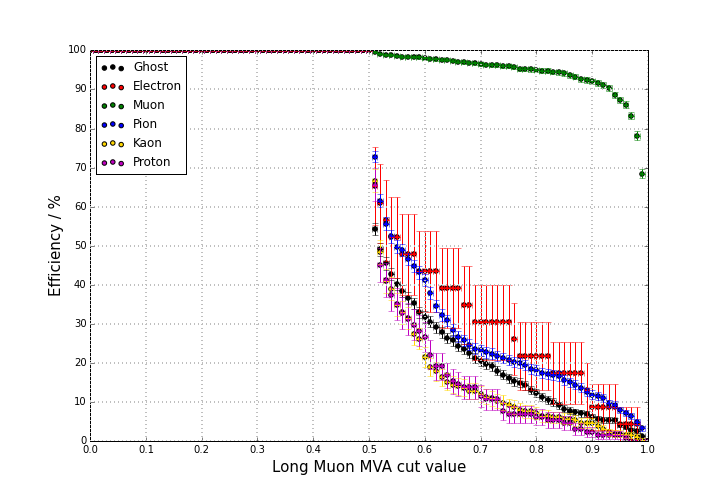 100
90
80
70
60
50
40
30
20
10
0
Efficiency / %
Ghost
Electron
Muon
Pion
Kaon
Proton
0.0 0.1 0.2 0.3 0.4 0.5 0.6 0.7 0.8 0.9 1.0
Long Muon MVA cut value